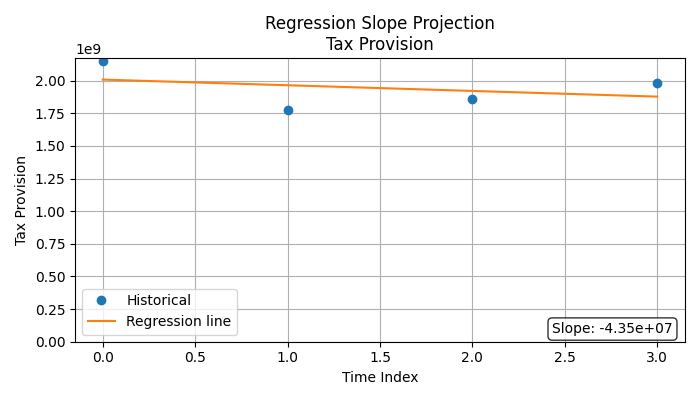 Regression Slope Projection
Tax Provision
1e9
2.00
1.75
1.50
1.25
1.00
0.75
0.50
0.25
0.00
Tax Provision
Historical
Regression line
Slope: -4.35e+07
0.0 0.5 1.0 1.5 2.0 2.5 3.0
Time Index